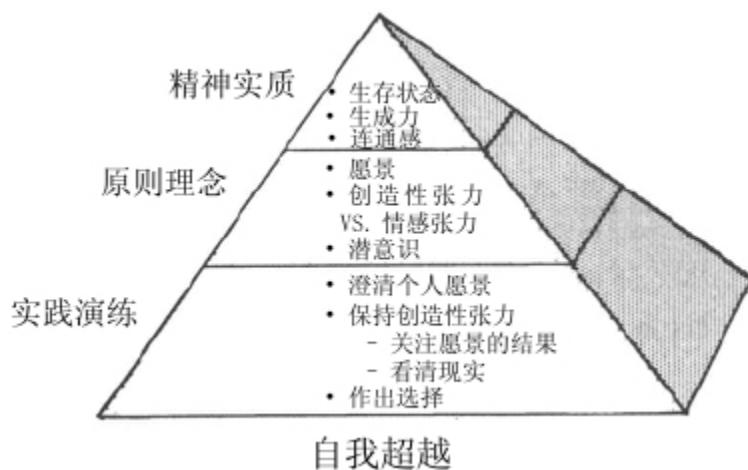 精神实质
• 生存状态
• 生成力
• 连通感
原则理念
• 愿景
• 创造性张力
VS. 情感张力
• 潜意识
实践演练
• 澄清个人愿景
• 保持创造性张力
- 关注愿景的结果
- 看清现实
• 作出选择
自我超越